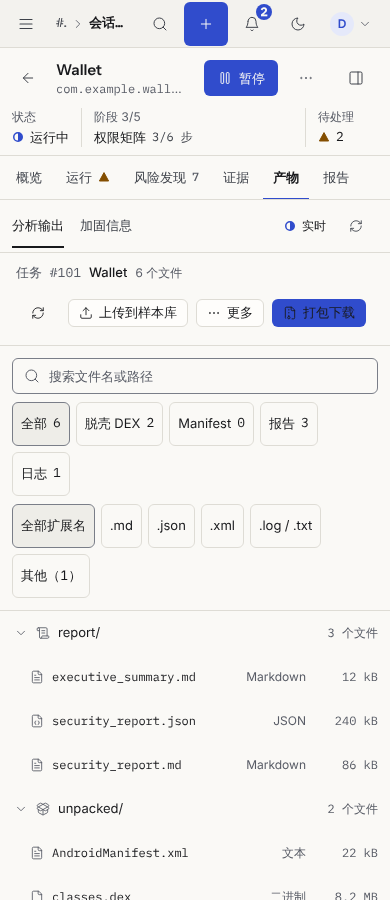 #. 会话...
2
D
Wallet
com.example.wall...
暂停
状态 阶段 3/5 待处理
运行中 权限矩阵 3/6 步 2
概览 运行 风险发现 7 证据 产物 报告
分析输出 加固信息 实时
任务 #101 Wallet 6 个文件
上传到样本库 更多 打包下载
搜索文件名或路径
全部 6 脱壳 DEX 2 Manifest 0 报告 3
日志 1
全部扩展名 .md .json .xml .log / .txt
其他（1）
report/ 3 个文件
executive_summary.md Markdown 12 kB
security_report.json JSON 240 kB
security_report.md Markdown 86 kB
unpacked/ 2 个文件
AndroidManifest.xml 文本 22 kB
classes.dex 二进制 8.2 MB